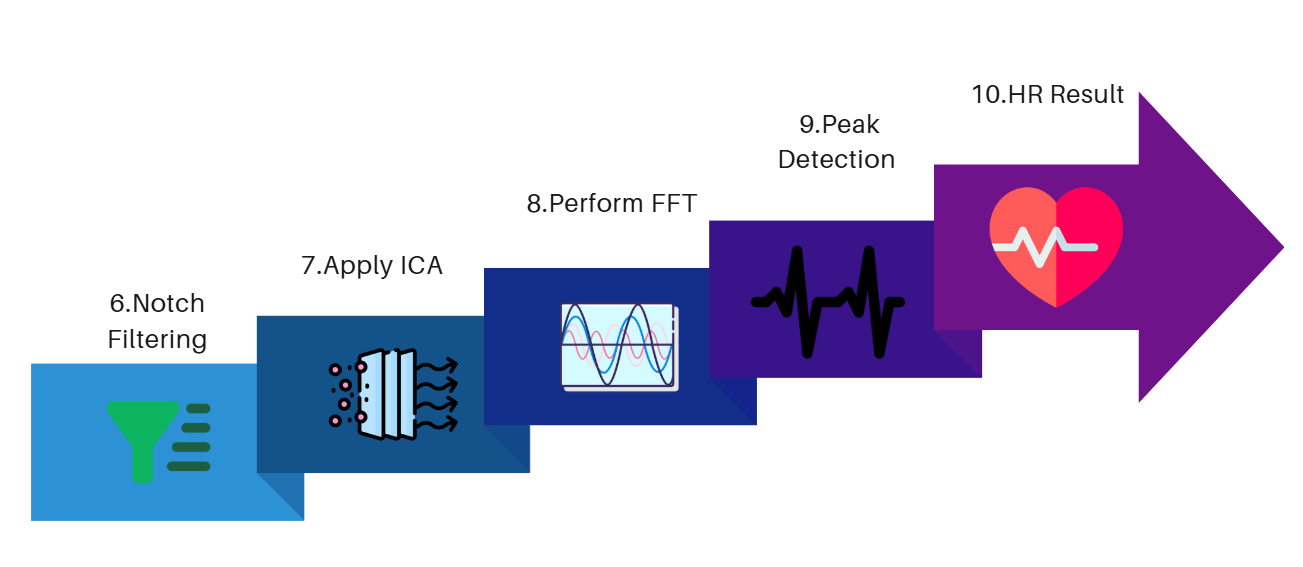 6.Notch
Filtering
7.Apply ICA
8.Perform FFT
9.Peak
Detection
10.HR Result